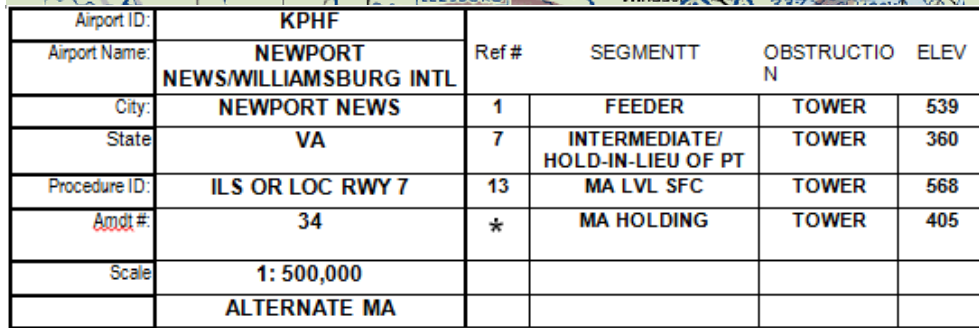 Airport ID: KPHF
Airport Name: NEWPORT NEWS/WILLIAMSBURG INTL Ref # SEGMENTT OBSTRUCTIO N ELEV
City: NEWPORT NEWS 1 FEEDER TOWER 539
State VA 7 INTERMEDIATE/ HOLD-IN-LIEU OF PT TOWER 360
Procedure ID: ILS OR LOC RWY 7 13 MA LVL SFC TOWER 568
Amdt #: 34 * MA HOLDING TOWER 405
Scale 1: 500,000
ALTERNATE MA